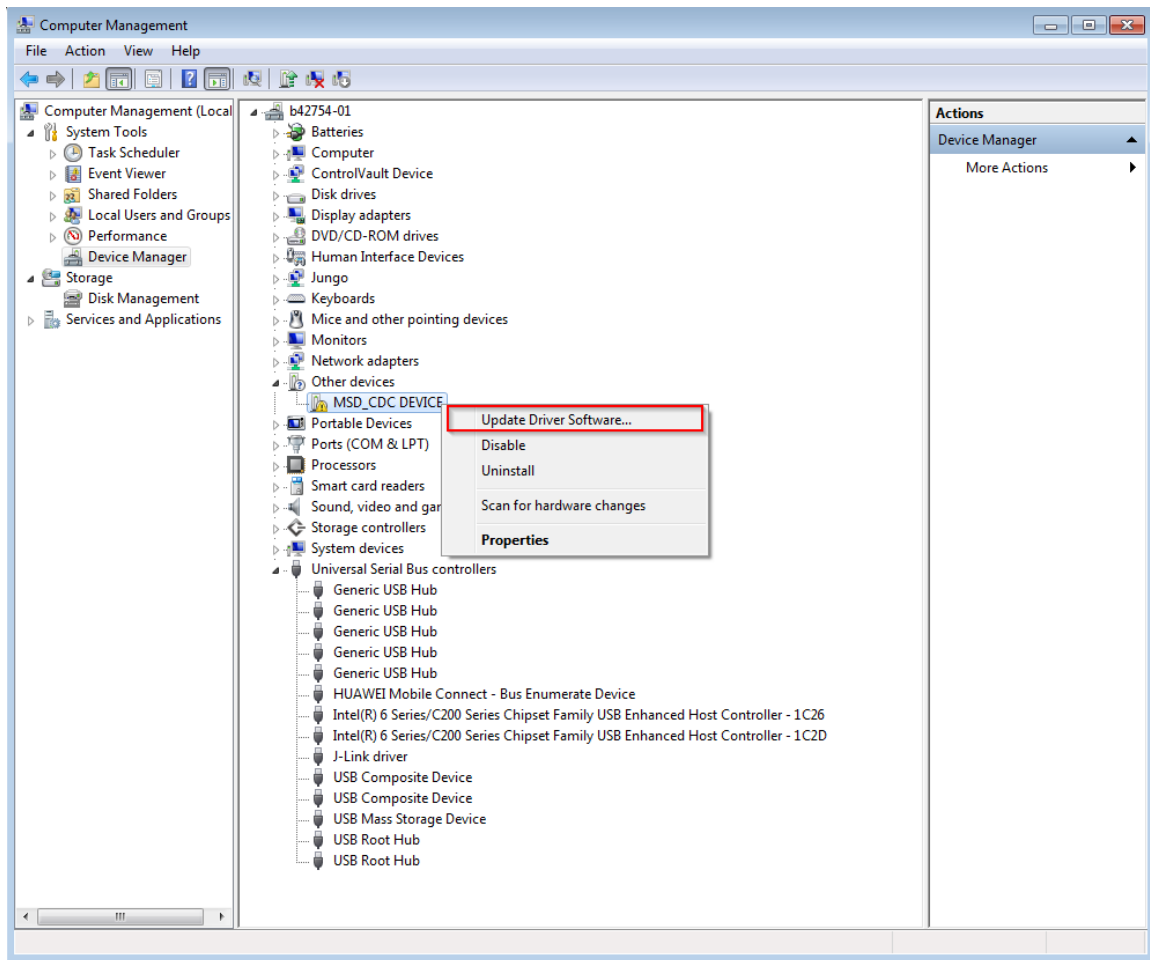 Computer Management
File Action View Help
Computer Management (Local
System Tools
Task Scheduler
Event Viewer
Shared Folders
Local Users and Groups
Performance
Device Manager
Storage
Disk Management
Services and Applications
b42754-01
Batteries
Computer
ControlVault Device
Disk drives
Display adapters
DVD/CD-ROM drives
Human Interface Devices
Jungo
Keyboards
Mice and other pointing devices
Monitors
Network adapters
Other devices
MSD_CDC DEVICE
Portable Devices
Ports (COM & LPT)
Processors
Smart card readers
Sound, video and gar
Storage controllers
System devices
Universal Serial Bus controllers
Generic USB Hub
Generic USB Hub
Generic USB Hub
Generic USB Hub
Generic USB Hub
HUAWEI Mobile Connect - Bus Enumerate Device
Intel(R) 6 Series/C200 Series Chipset Family USB Enhanced Host Controller - 1C26
Intel(R) 6 Series/C200 Series Chipset Family USB Enhanced Host Controller - 1C2D
J-Link driver
USB Composite Device
USB Composite Device
USB Mass Storage Device
USB Root Hub
USB Root Hub
Update Driver Software...
Disable
Uninstall
Scan for hardware changes
Properties
Actions
Device Manager
More Actions